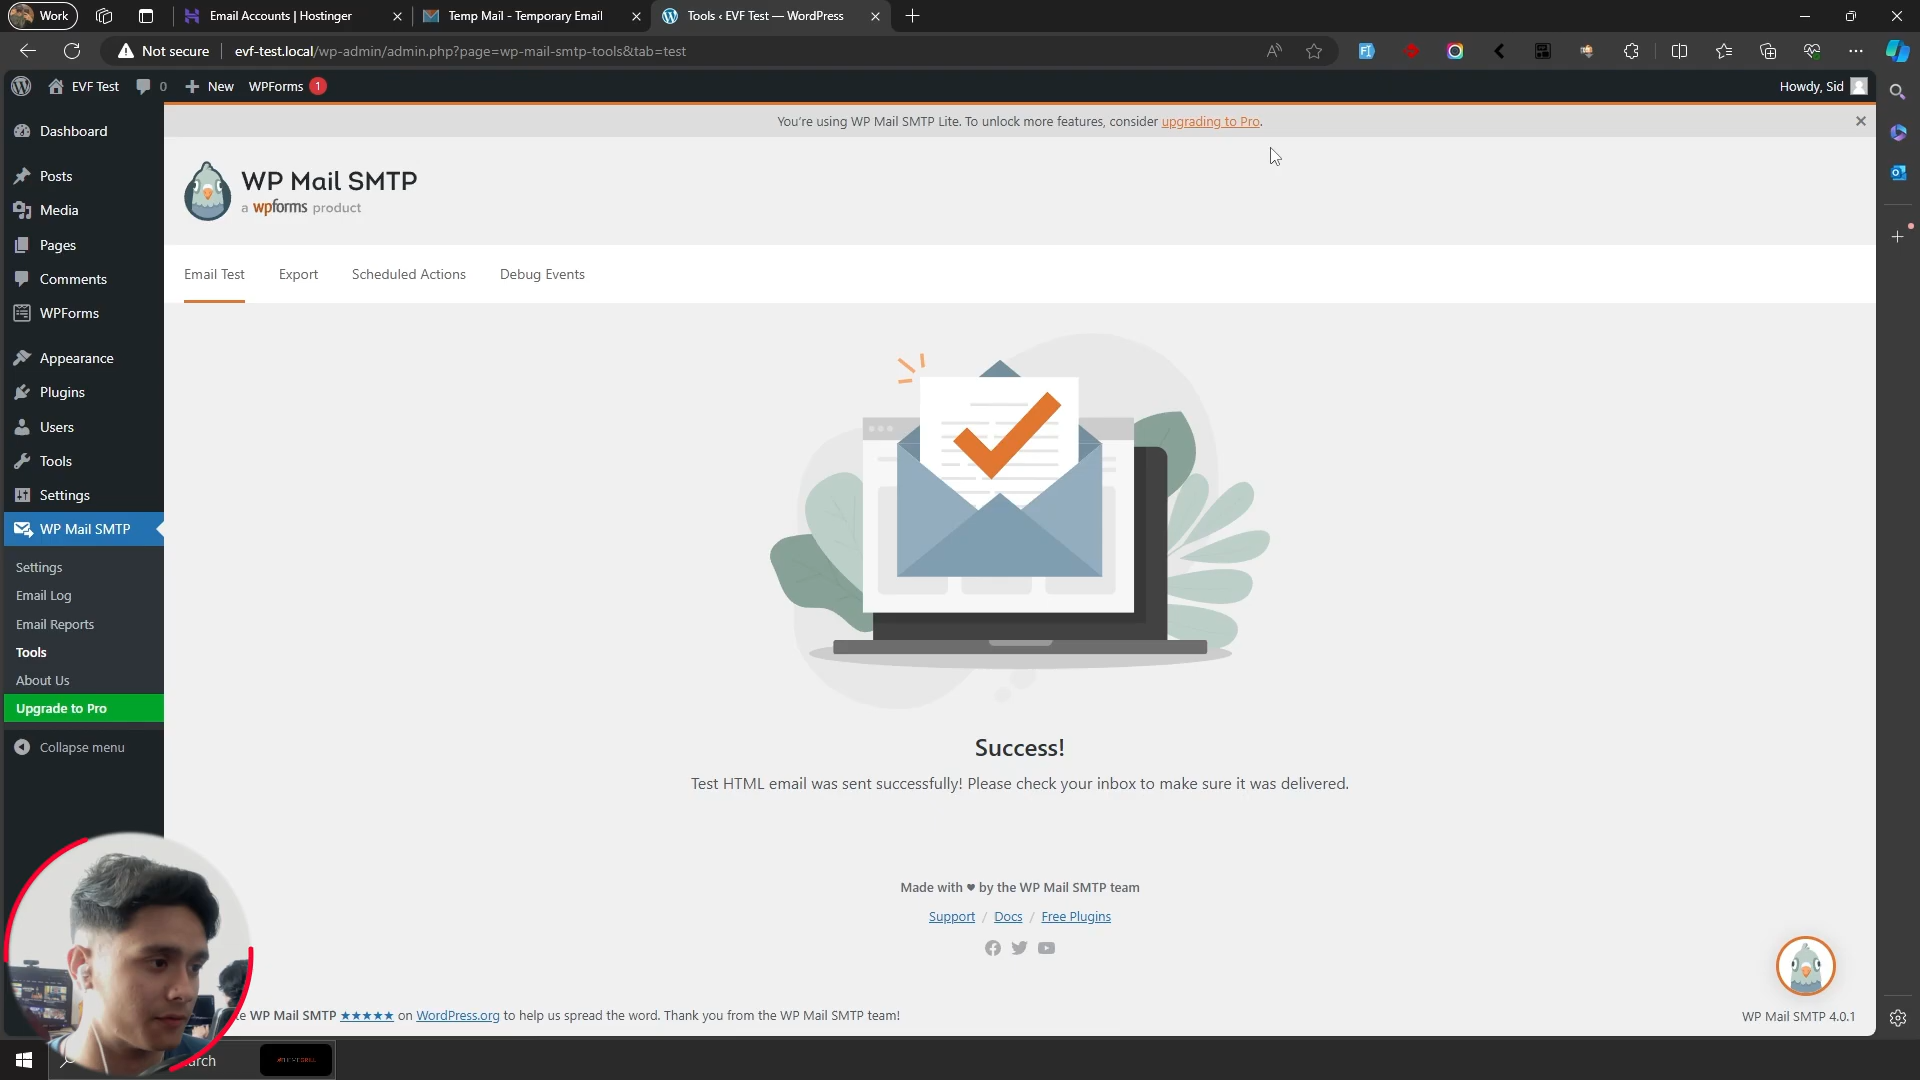 Work
Email Accounts | Hostinger
Temp Mail - Temporary Email
Tools ‹ EVF Test — WordPress
Not secure
evf-test.local/wp-admin/admin.php?page=wp-mail-smtp-tools&tab=test
EVF Test
0
New
WPForms 1
Howdy, Sid
You're using WP Mail SMTP Lite. To unlock more features, consider upgrading to Pro.
Dashboard
Posts
Media
Pages
Comments
WPForms
Appearance
Plugins
Users
Tools
Settings
WP Mail SMTP
Settings
Email Log
Email Reports
Tools
About Us
Upgrade to Pro
Collapse menu
WP Mail SMTP
a wpforms product
Email Test
Export
Scheduled Actions
Debug Events
Success!
Test HTML email was sent successfully! Please check your inbox to make sure it was delivered.
Made with ♥ by the WP Mail SMTP team
Support / Docs / Free Plugins
WP Mail SMTP ★★★★★ on WordPress.org to help us spread the word. Thank you from the WP Mail SMTP team!
WP Mail SMTP 4.0.1